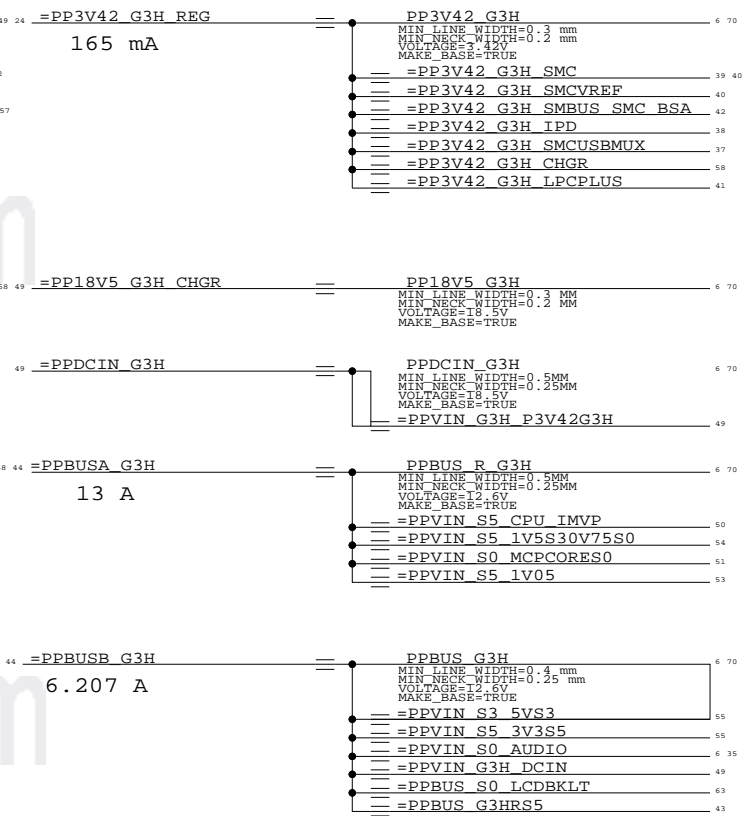 49 24 =PP3V42_G3H_REG PP3V42_G3H 6 70
165 mA
MIN_LINE_WIDTH=0.3 mm
MIN_NECK_WIDTH=0.2 mm
VOLTAGE=3.42V
MAKE_BASE=TRUE
=PP3V42_G3H_SMC 39 40
=PP3V42_G3H_SMCVREF 40
57 =PP3V42_G3H_SMBUS_SMC_BSA 42
=PP3V42_G3H_IPD 38
=PP3V42_G3H_SMCUSBMUX 37
=PP3V42_G3H_CHGR 58
=PP3V42_G3H_LPCPLUS 41
58 49 =PP18V5_G3H_CHGR PP18V5_G3H 6 70
MIN_LINE_WIDTH=0.3 MM
MIN_NECK_WIDTH=0.2 MM
VOLTAGE=18.5V
MAKE_BASE=TRUE
49 =PPDCIN_G3H PPDCIN_G3H 6 70
MIN_LINE_WIDTH=0.5MM
MIN_NECK_WIDTH=0.25MM
VOLTAGE=18.5V
MAKE_BASE=TRUE
=PPVIN_G3H_P3V42G3H 49
44 =PPBUSA_G3H PPBUS_R_G3H 6 70
13 A
MIN_LINE_WIDTH=0.5MM
MIN_NECK_WIDTH=0.25MM
VOLTAGE=12.6V
MAKE_BASE=TRUE
=PPVIN_S5_CPU_IMVP 50
=PPVIN_S5_1V5S30V75S0 54
=PPVIN_S0_MCPCORES0 51
=PPVIN_S5_1V05 53
44 =PPBUSB_G3H PPBUS_G3H 6 70
6.207 A
MIN_LINE_WIDTH=0.4 mm
MIN_NECK_WIDTH=0.25 mm
VOLTAGE=12.6V
MAKE_BASE=TRUE
=PPVIN_S3_5VS3 55
=PPVIN_S5_3V3S5 55
=PPVIN_S0_AUDIO 6 35
=PPVIN_G3H_DCIN 49
=PPBUS_S0_LCDBKLT 63
=PPBUS_G3HRS5 43